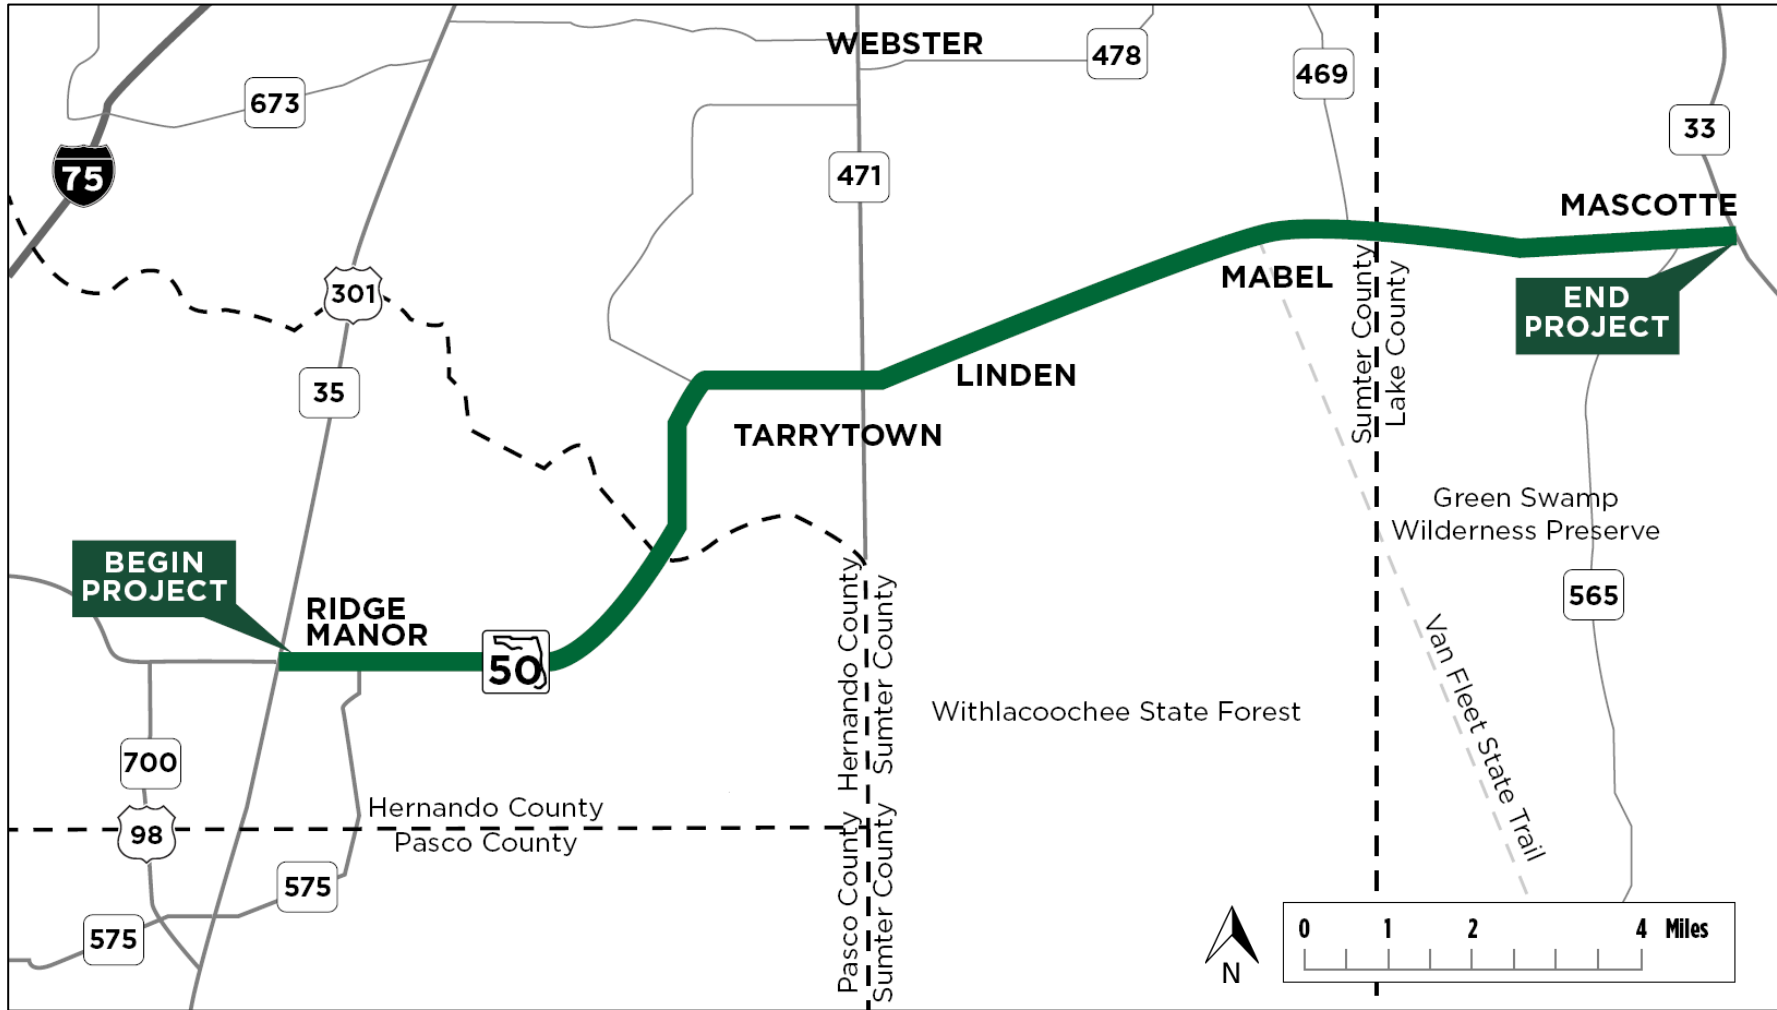 WEBSTER
478
469
673
33
75
471
MASCOTTE
301
MABEL
Sumter County
Lake County
END
PROJECT
35
LINDEN
TARRYTOWN
Green Swamp
Wilderness Preserve
BEGIN
PROJECT
RIDGE
MANOR
50
Hernando County
Sumter County
565
Van Fleet State Trail
Withlacoochee State Forest
700
98
Hernando County
Pasco County
Pasco County
Sumter County
575
575
N
0 1 2 4 Miles